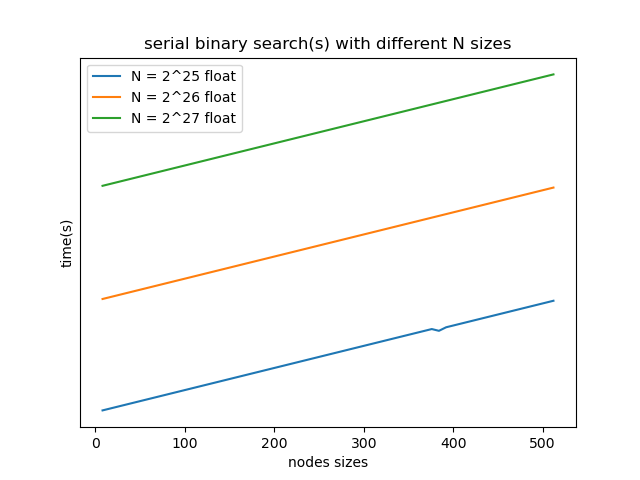 serial binary search(s) with different N sizes
N = 2^25 float
N = 2^26 float
N = 2^27 float
time(s)
0 100 200 300 400 500
nodes sizes